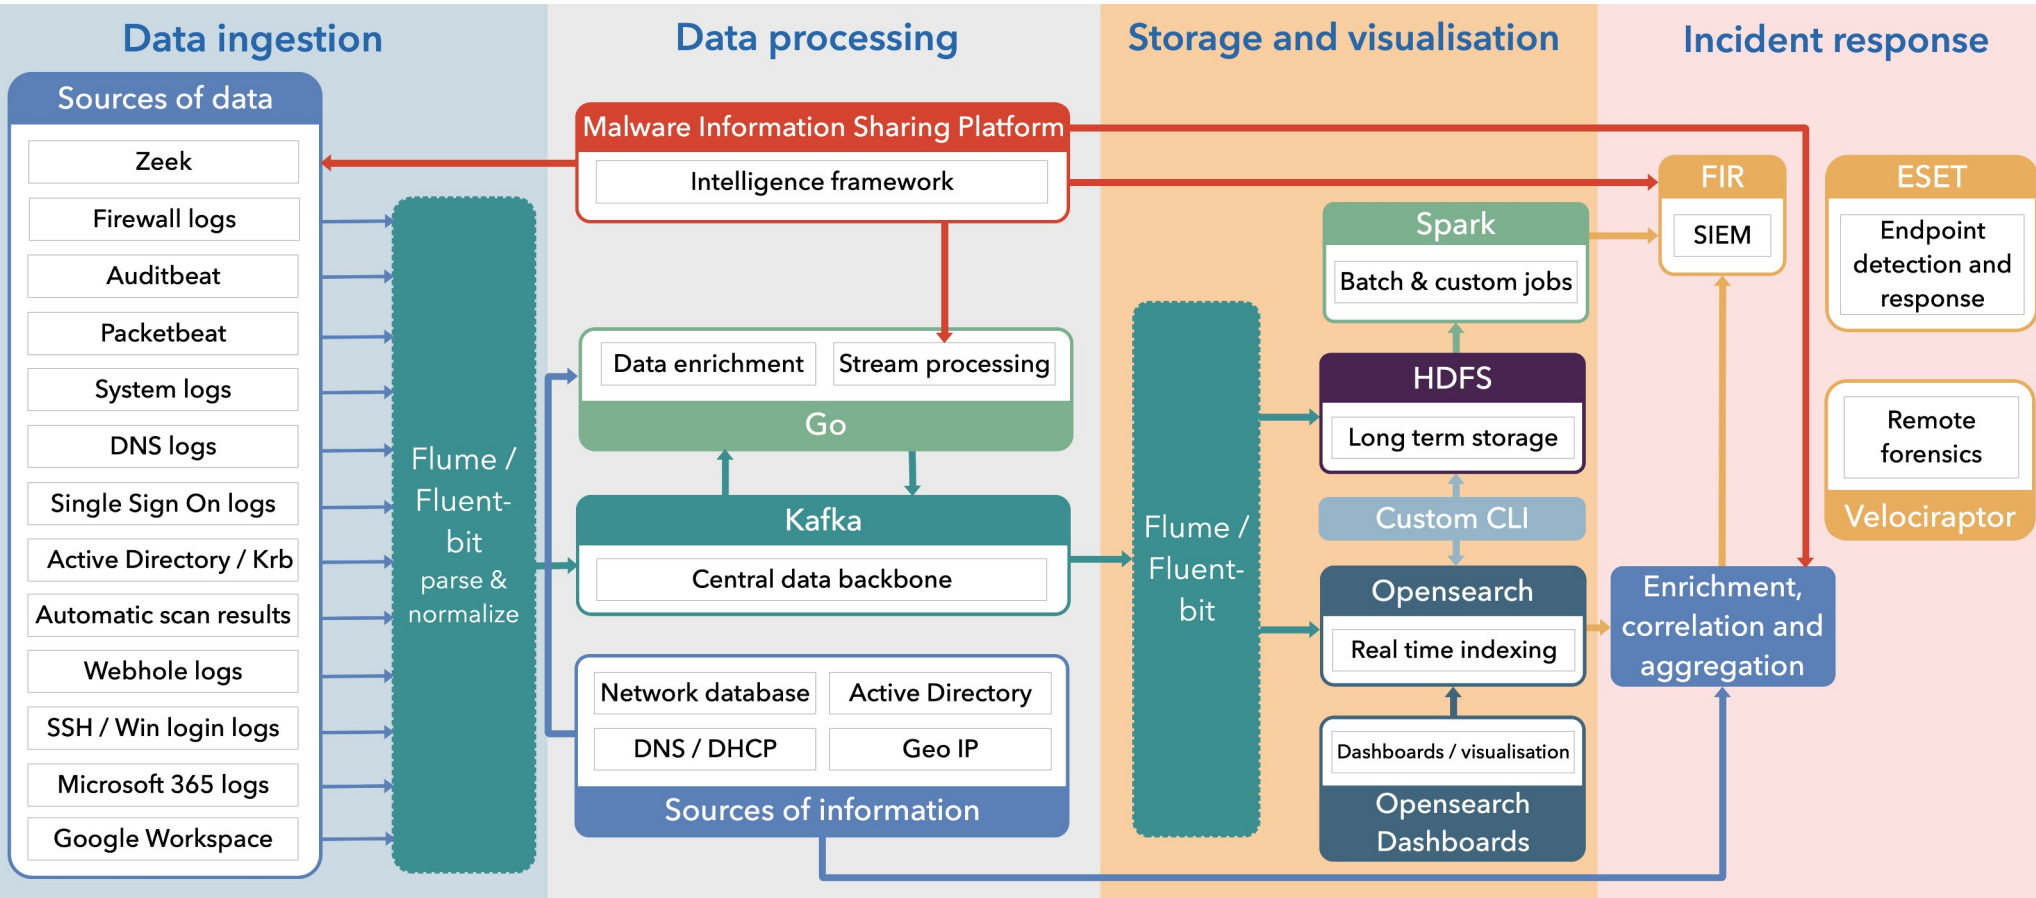 Data ingestion
Sources of data
Zeek
Firewall logs
Auditbeat
Packetbeat
System logs
DNS logs
Single Sign On logs
Active Directory / Krb
Automatic scan results
Webhole logs
SSH / Win login logs
Microsoft 365 logs
Google Workspace
Flume /
Fluent-
bit
parse &
normalize
Data processing
Malware Information Sharing Platform
Intelligence framework
Data enrichment
Stream processing
Go
Kafka
Central data backbone
Network database
Active Directory
DNS / DHCP
Geo IP
Sources of information
Storage and visualisation
Flume /
Fluent-
bit
Spark
Batch & custom jobs
HDFS
Long term storage
Custom CLI
Opensearch
Real time indexing
Dashboards / visualisation
Opensearch
Dashboards
Incident response
FIR
SIEM
ESET
Endpoint
detection and
response
Remote
forensics
Velociraptor
Enrichment,
correlation and
aggregation